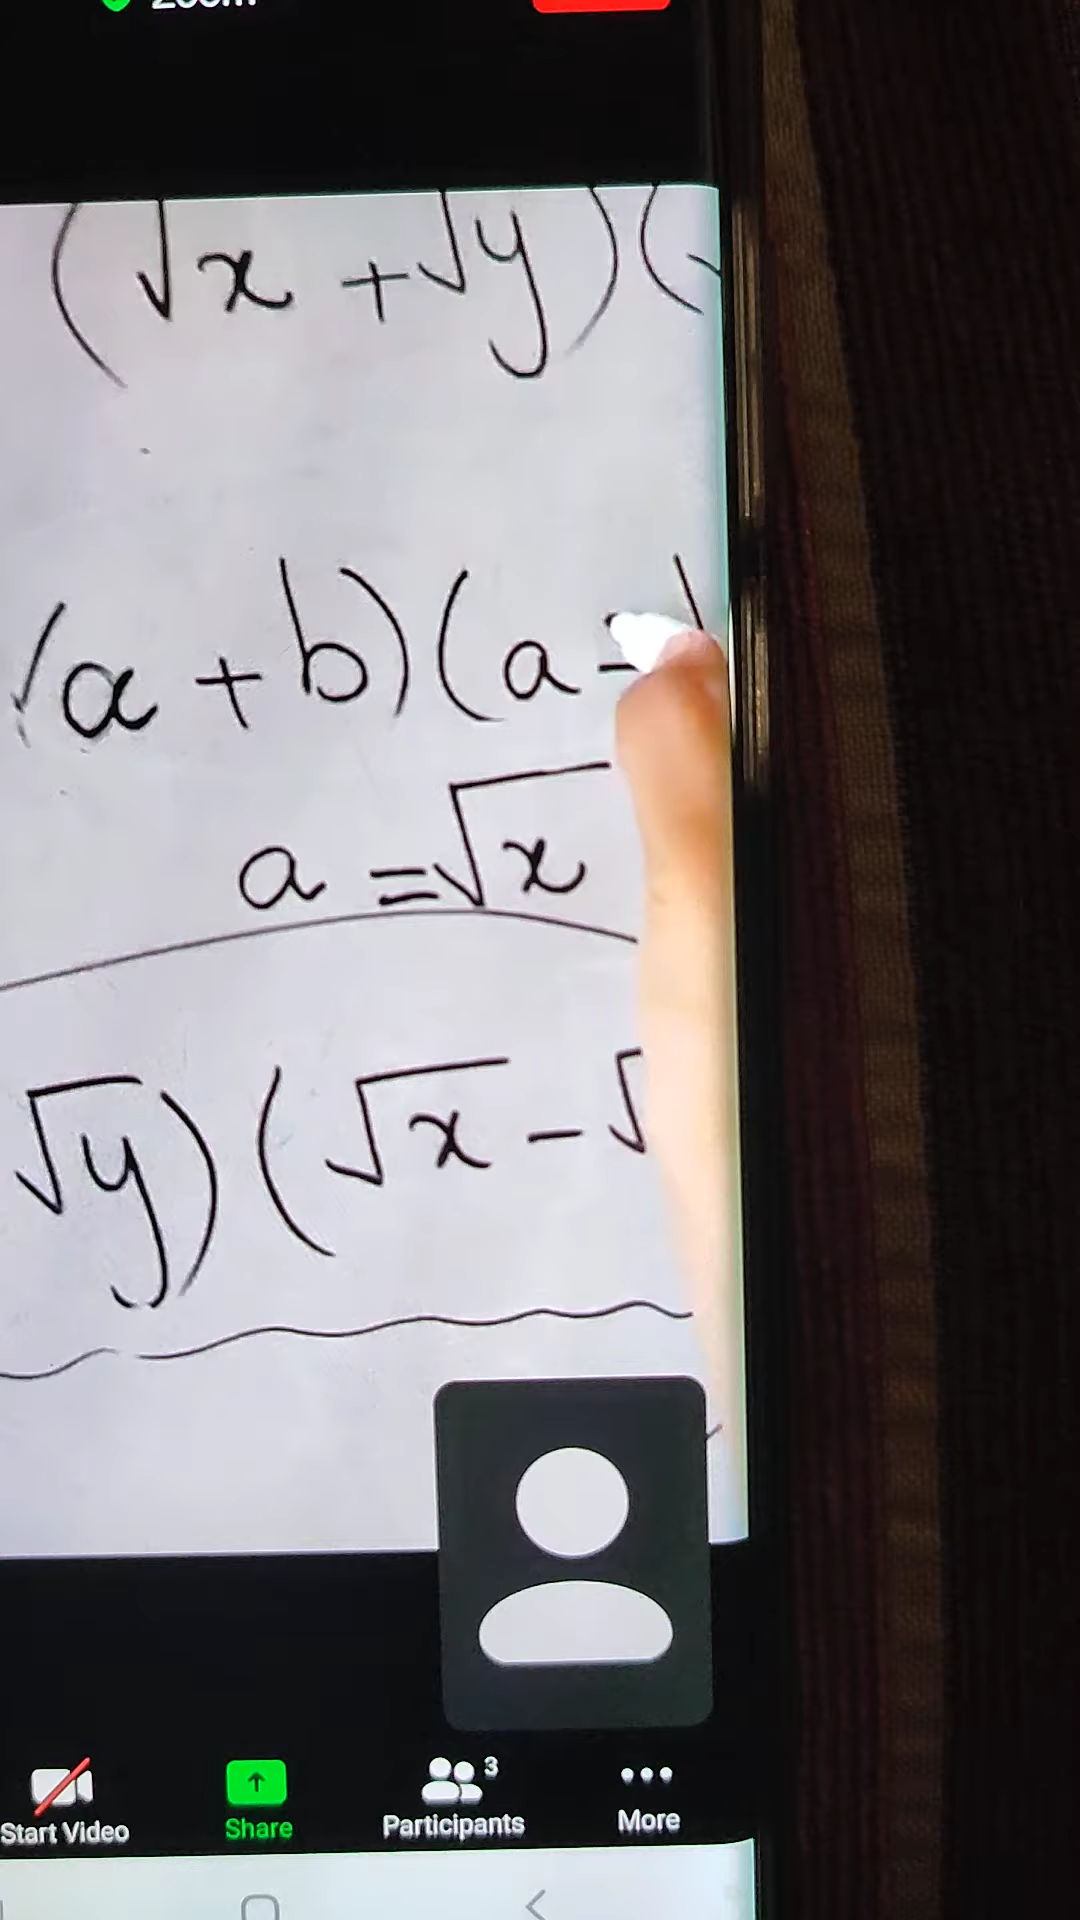 (√x + √y)(
(a + b)(a -
a = √x
√y)(√x - √
Start Video
Share
3
Participants
More